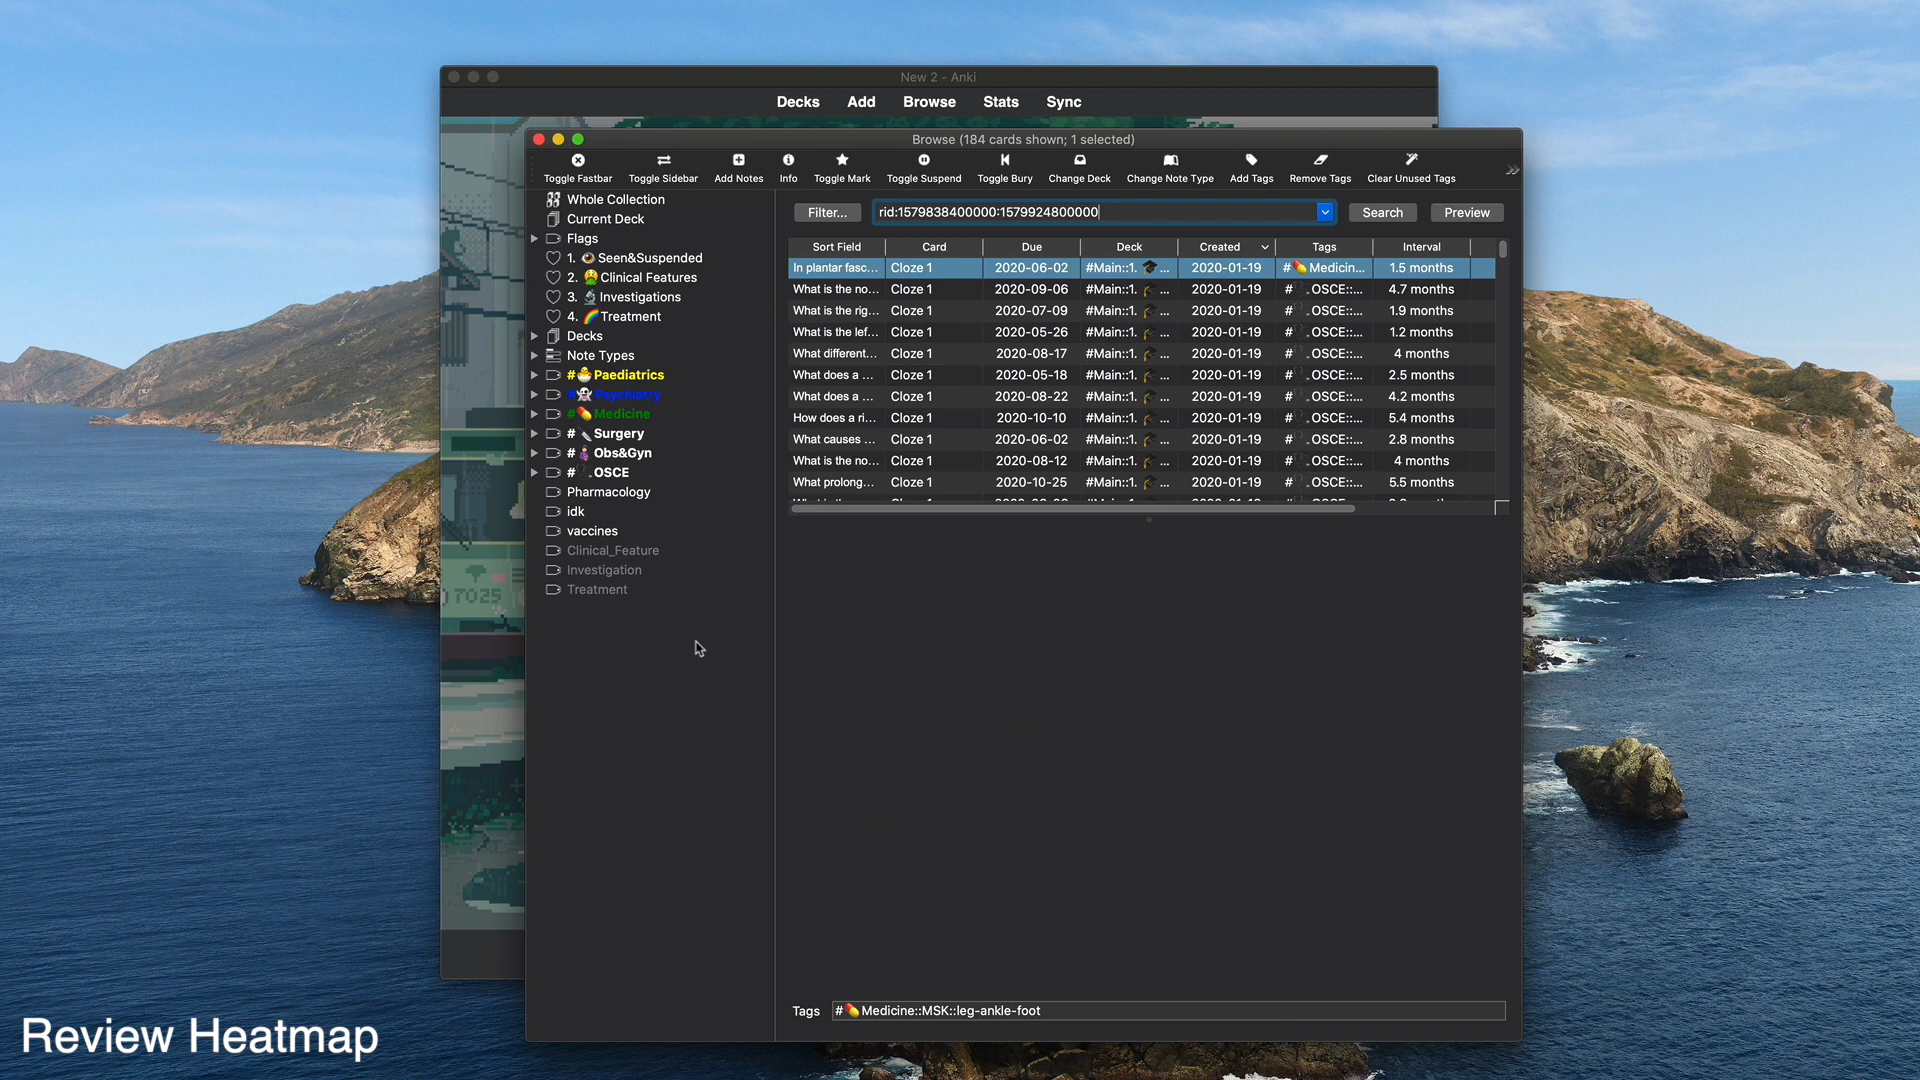 New 2 - Anki
Decks Add Browse Stats Sync
Browse (184 cards shown; 1 selected)
Toggle Fastbar Toggle Sidebar Add Notes Info Toggle Mark Toggle Suspend Toggle Bury Change Deck Change Note Type Add Tags Remove Tags Clear Unused Tags
Whole Collection
Current Deck
Flags
1. Seen&Suspended
2. Clinical Features
3. Investigations
4. Treatment
Decks
Note Types
# Paediatrics
# Psychiatry
# Medicine
# Surgery
# Obs&Gyn
# .OSCE
Pharmacology
idk
vaccines
Clinical_Feature
Investigation
Treatment
Filter... rid:1579838400000:1579924800000 Search Preview
Sort Field Card Due Deck Created Tags Interval
In plantar fasc... Cloze 1 2020-06-02 #Main::1. ... 2020-01-19 # Medicin... 1.5 months
What is the no... Cloze 1 2020-09-06 #Main::1. ... 2020-01-19 # .OSCE::... 4.7 months
What is the rig... Cloze 1 2020-07-09 #Main::1. ... 2020-01-19 # .OSCE::... 1.9 months
What is the lef... Cloze 1 2020-05-26 #Main::1. ... 2020-01-19 # .OSCE::... 1.2 months
What different... Cloze 1 2020-08-17 #Main::1. ... 2020-01-19 # .OSCE::... 4 months
What does a ... Cloze 1 2020-05-18 #Main::1. ... 2020-01-19 # .OSCE::... 2.5 months
What does a ... Cloze 1 2020-08-22 #Main::1. ... 2020-01-19 # .OSCE::... 4.2 months
How does a ri... Cloze 1 2020-10-10 #Main::1. ... 2020-01-19 # .OSCE::... 5.4 months
What causes ... Cloze 1 2020-06-02 #Main::1. ... 2020-01-19 # .OSCE::... 2.8 months
What is the no... Cloze 1 2020-08-12 #Main::1. ... 2020-01-19 # .OSCE::... 4 months
What prolong... Cloze 1 2020-10-25 #Main::1. ... 2020-01-19 # .OSCE::... 5.5 months
7025
Tags # Medicine::MSK::leg-ankle-foot
Review Heatmap